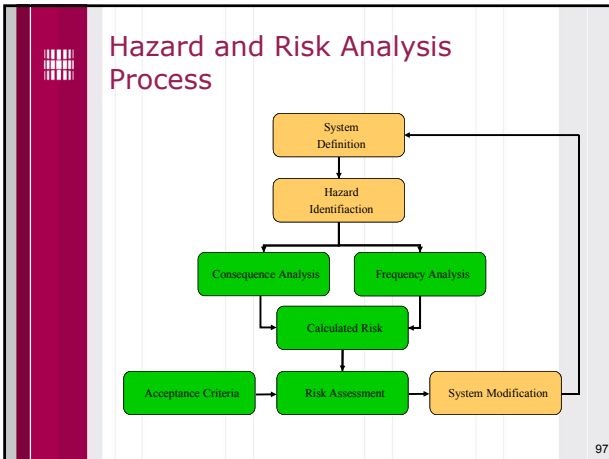 Hazard and Risk Analysis
Process
System
Definition
Hazard
Identifiaction
Consequence Analysis
Frequency Analysis
Calculated Risk
Acceptance Criteria
Risk Assessment
System Modification
97